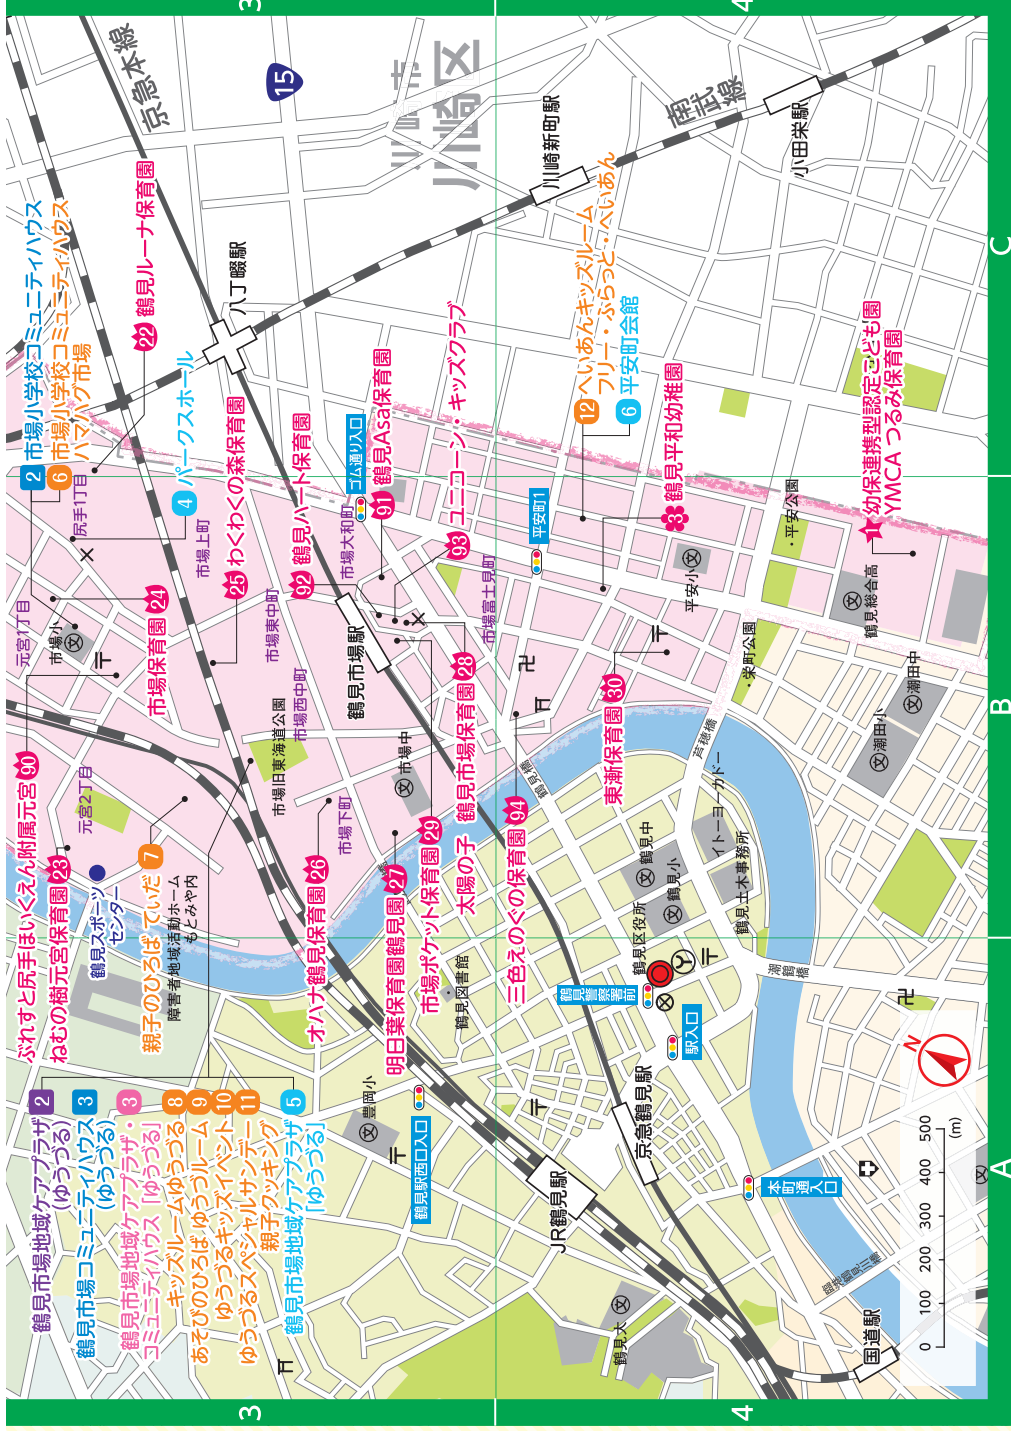 3
4
京急本線
15
川崎市
川崎区
南武線
川崎新町駅
小田栄駅
八丁畷駅
C
2 市場小学校コミュニティハウス
6 市場小学校コミュニティハウス
ハマハグ市場
22 鶴見ルーナ保育園
4 パークスホール
尻手1丁目
市場上町
25 わくわくの森保育園
92 鶴見ハート保育園
ゴム通り入口
91 鶴見Asa保育園
93 ユニコーン・キッズクラブ
12 へいあんキッズルーム
フリー・ぷらっと・へいあん
6 平安町会館
平安町1
3 鶴見平和幼稚園
・平安公園
幼保連携型認定こども園
YMCAつるみ保育園
元宮1丁目
市場小
文
24 市場保育園
市場東中町
市場大和町
市場西中町
鶴見市場駅
市場富士見町
平安小
文
鶴見総合高
文
・栄町公園
B
90 ぶれすと尻手ほいくえん附属元宮
23 ねむの樹元宮保育園
元宮2丁目
鶴見スポーツ
センター
7 親子のひろば ていだ
障害者地域活動ホーム
もとみや内
市場旧東海道公園
市場下町
市場中
文
26 オハナ鶴見保育園
27 明日葉保育園鶴見園
29 市場ポケット保育園
28 太陽の子 鶴見市場保育園
94 三色えのぐの保育園
30 東漸保育園
鶴見橋
芦穂橋
イトーヨーカドー
鶴見中
文
鶴見小
文
鶴見土木事務所
潮田小
文
潮田中
文
鶴見区役所
鶴見警察署前
鶴見図書館
潮鶴橋
駅入口
2 鶴見市場地域ケアプラザ
(ゆうづる)
3 鶴見市場コミュニティハウス
(ゆうづる)
3 鶴見市場地域ケアプラザ・
コミュニティハウス「ゆうづる」
8 キッズルームゆうづる
9 あそびのひろば ゆうづルーム
10 ゆうづるキッズイベント
11 ゆうづるスペシャルサンデー
親子クッキング
5 鶴見市場地域ケアプラザ
「ゆうづる」
豊岡小
文
鶴見駅西口入口
JR鶴見駅
京急鶴見駅
本町通入口
臨港鶴見川橋
鶴見大
文
国道駅
N
0 100 200 300 400 500
(m)
文
A
3
4